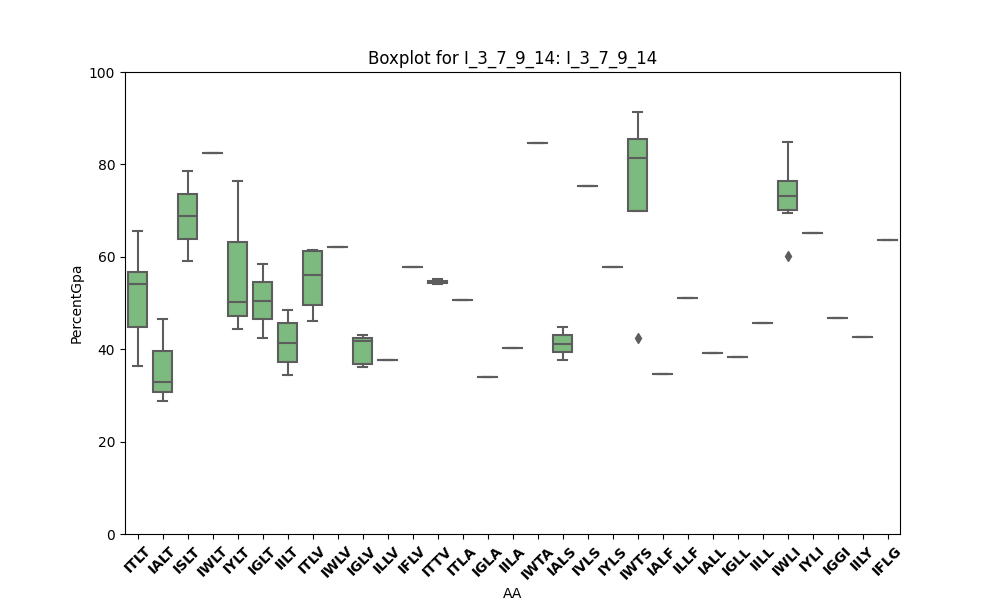 Boxplot for I_3_7_9_14: I_3_7_9_14
100
80
60
40
20
0
PercentGpa
ITLT IALT ISLT IWLT IYLT IGLT IILT ITLV IWLV IGLV ILLV IFLV ITTV ITLA IGLA IILA IWTA IALS IVLS IYLS IWTS IALF ILLF IALL IGLL IILL IWLI IYLI IGGI IILY IFLG
AA